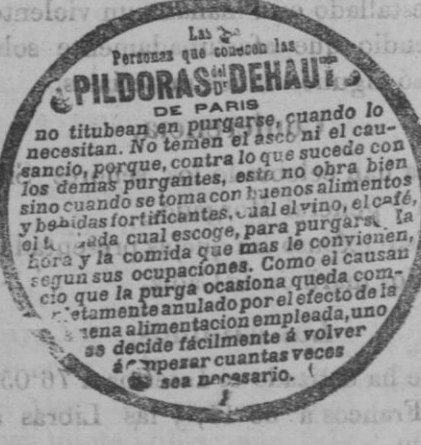 Las
Personas que conocen las
PILDORAS del Dr DEHAUT
DE PARIS
no titubean en purgarse, cuando lo
necesitan. No temen el asco ni el cau-
sancio, porque, contra lo que sucede con
los demas purgantes, este no obra bien
sino cuando se toma con buenos alimentos
y bebidas fortificantes, cual el vino, el café,
el cada cual escoge, para purgarse, la
hora y la comida que mas le convienen,
segun sus ocupaciones. Como el causan
cio que la purga ocasiona queda com-
pletamente anulado por el efecto de la
buena alimentacion empleada, uno
se decide fácilmente á volver
á empezar cuantas veces
sea necesario.